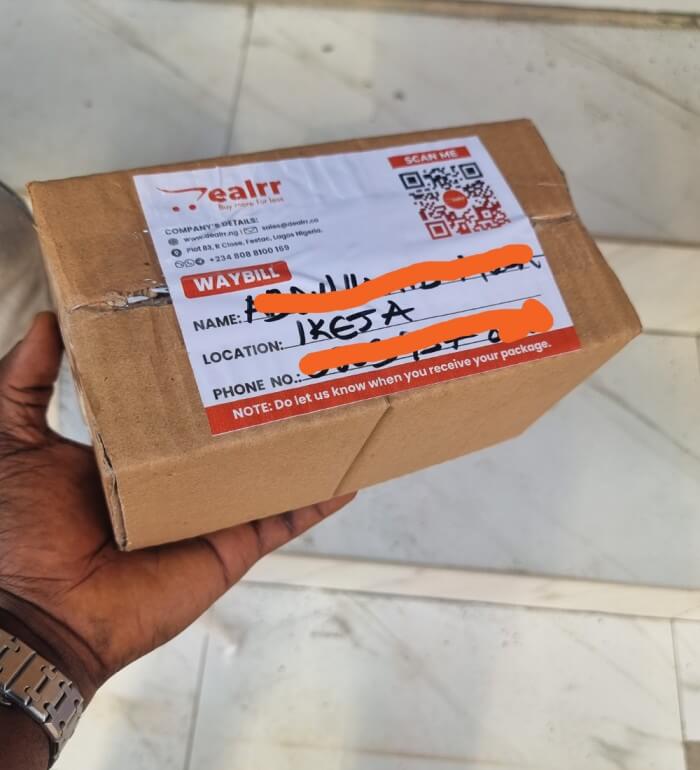 Dealrr
Buy more for less
SCAN ME
COMPANY'S DETAILS:
www.dealrr.ng | sales@dealrr.co
Plot 83, R Close, Festac, Lagos Nigeria.
+234 808 8100 169
WAYBILL
NAME:
LOCATION: IKEJA
PHONE NO.:
NOTE: Do let us know when you receive your package.